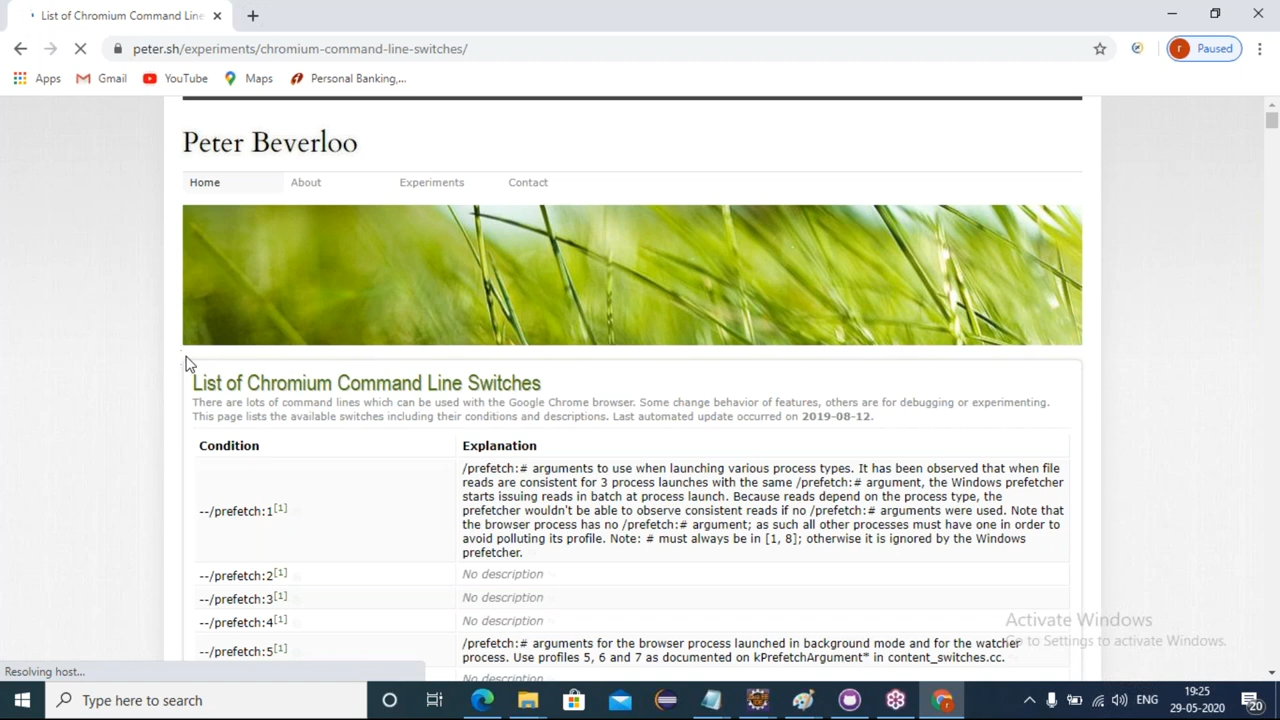 List of Chromium Command Line
peter.sh/experiments/chromium-command-line-switches/
r Paused
Apps Gmail YouTube Maps Personal Banking,...
Peter Beverloo
Home About Experiments Contact
List of Chromium Command Line Switches
There are lots of command lines which can be used with the Google Chrome browser. Some change behavior of features, others are for debugging or experimenting.
This page lists the available switches including their conditions and descriptions. Last automated update occurred on 2019-08-12.
Condition Explanation
/prefetch:# arguments to use when launching various process types. It has been observed that when file
reads are consistent for 3 process launches with the same /prefetch:# argument, the Windows prefetcher
starts issuing reads in batch at process launch. Because reads depend on the process type, the
--/prefetch:1[1] prefetcher wouldn't be able to observe consistent reads if no /prefetch:# arguments were used. Note that
the browser process has no /prefetch:# argument; as such all other processes must have one in order to
avoid polluting its profile. Note: # must always be in [1, 8]; otherwise it is ignored by the Windows
prefetcher.
--/prefetch:2[1] No description
--/prefetch:3[1] No description
--/prefetch:4[1] No description
--/prefetch:5[1] /prefetch:# arguments for the browser process launched in background mode and for the watcher
process. Use profiles 5, 6 and 7 as documented on kPrefetchArgument* in content_switches.cc.
No description
Activate Windows
Go to Settings to activate Windows.
Resolving host...
Type here to search
ENG
19:25
29-05-2020
20